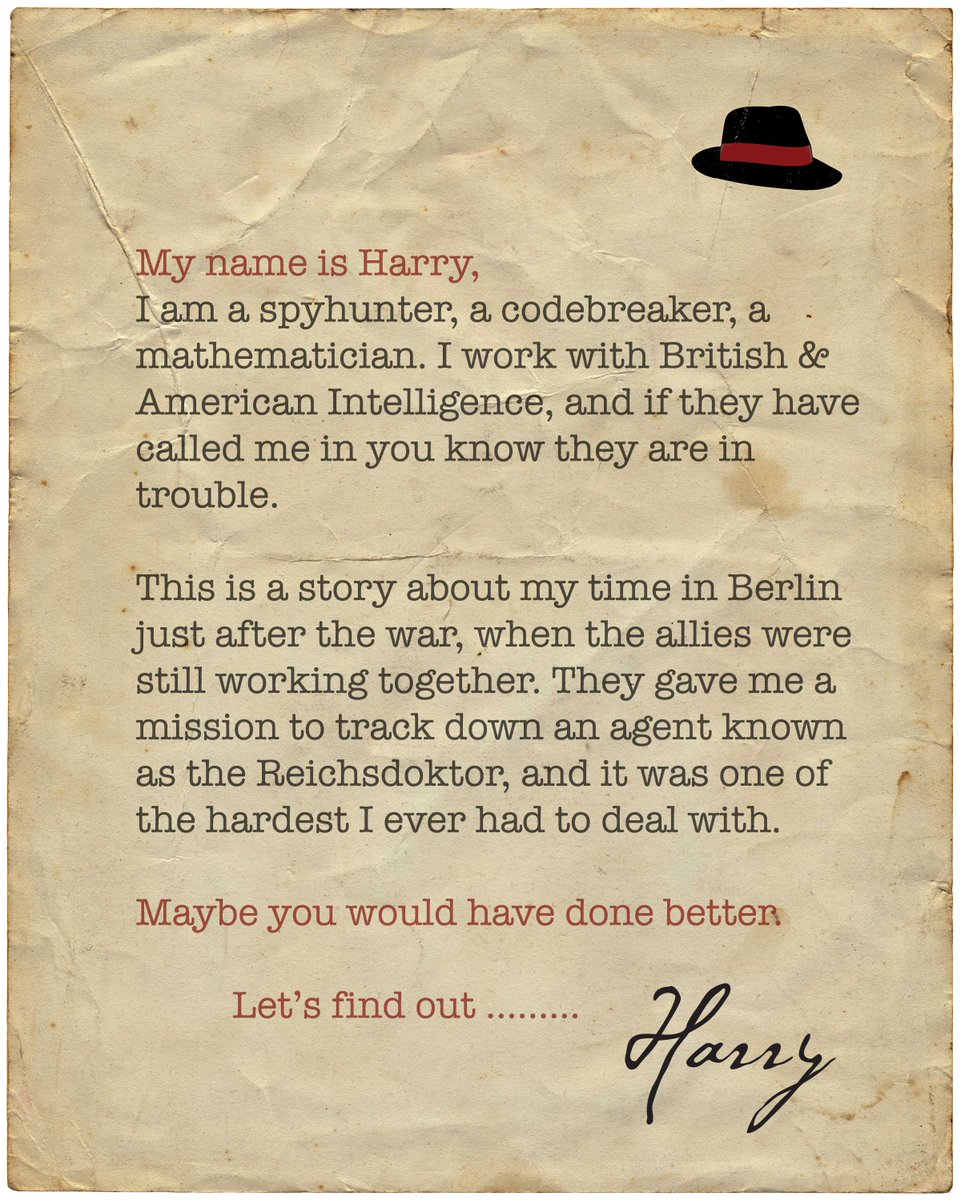 My name is Harry,
I am a spyhunter, a codebreaker, a
mathematician. I work with British &
American Intelligence, and if they have
called me in you know they are in
trouble.
This is a story about my time in Berlin
just after the war, when the allies were
still working together. They gave me a
mission to track down an agent known
as the Reichsdoktor, and it was one of
the hardest I ever had to deal with.
Maybe you would have done better.
Let's find out .........
Harry